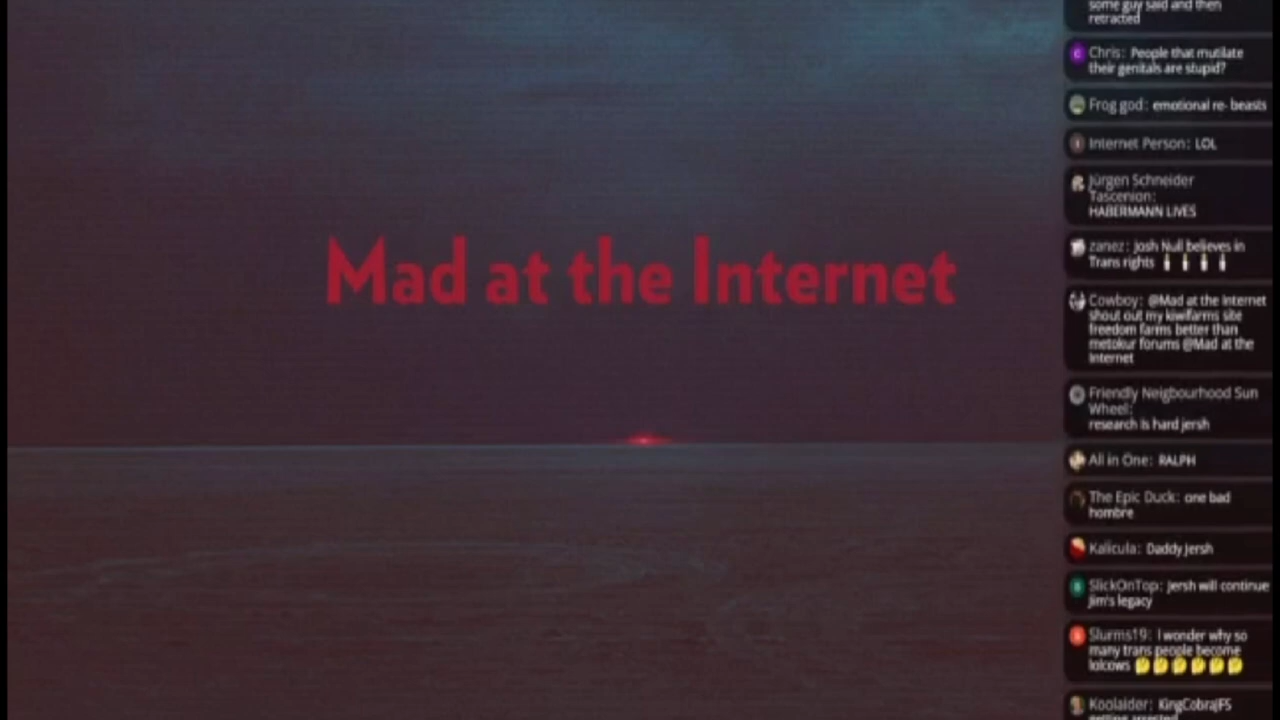 Mad at the Internet
some guy said and then
retracted
Chris: People that mutilate
their genitals are stupid?
Frog god: emotional re- beasts
Internet Person: LOL
Jürgen Schneider
Tascenion:
HABERMANN LIVES
zanez: Josh Null believes in
Trans rights
Cowboy: @Mad at the Internet
shout out my kiwifarms site
freedom farms better than
metokur forums @Mad at the
Internet
Friendly Neigbourhood Sun
Wheel:
research is hard jersh
All in One: RALPH
The Epic Duck: one bad
hombre
Kalicula: Daddy Jersh
SlickOnTop: Jersh will continue
Jim's legacy
Slurms19: I wonder why so
many trans people become
lolcows 🤔🤔🤔🤔🤔🤔
Koolaider: KingCobraJFS